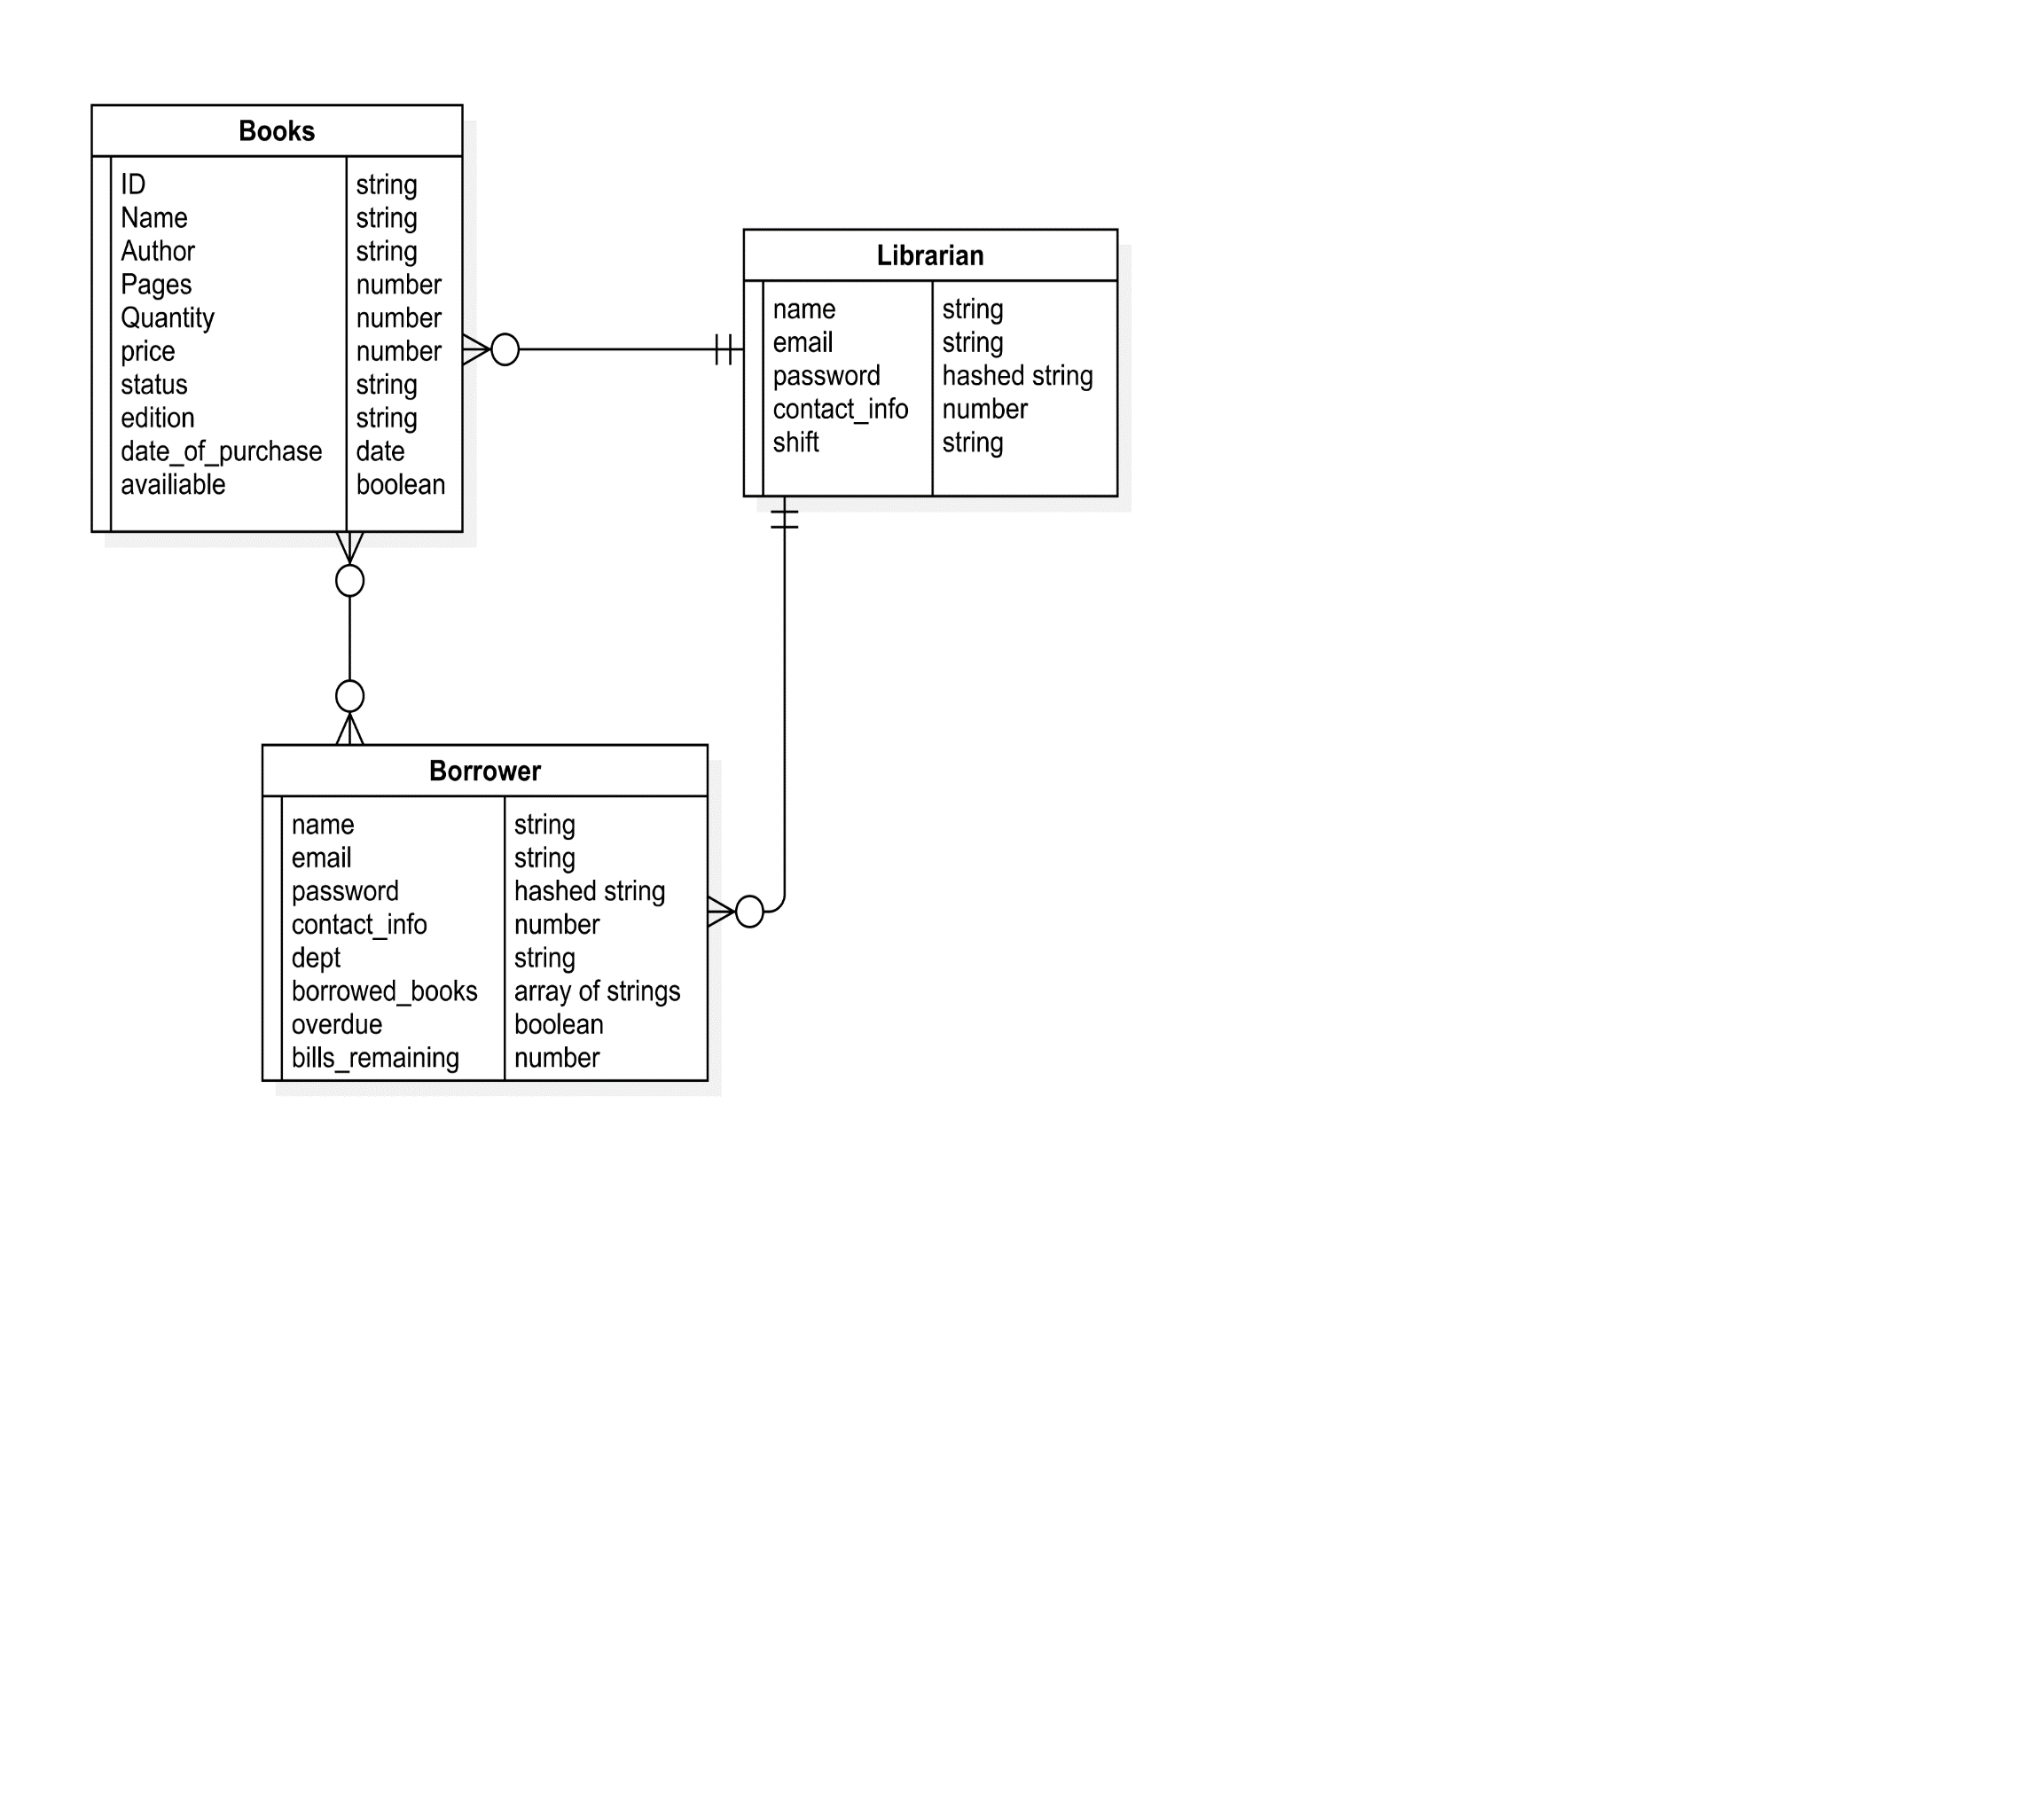 Books
ID string
Name string
Author string
Pages number
Quantity number
price number
status string
edition string
date_of_purchase date
availiable boolean
Librarian
name string
email string
password hashed string
contact_info number
shift string
Borrower
name string
email string
password hashed string
contact_info number
dept string
borrowed_books array of strings
overdue boolean
bills_remaining number